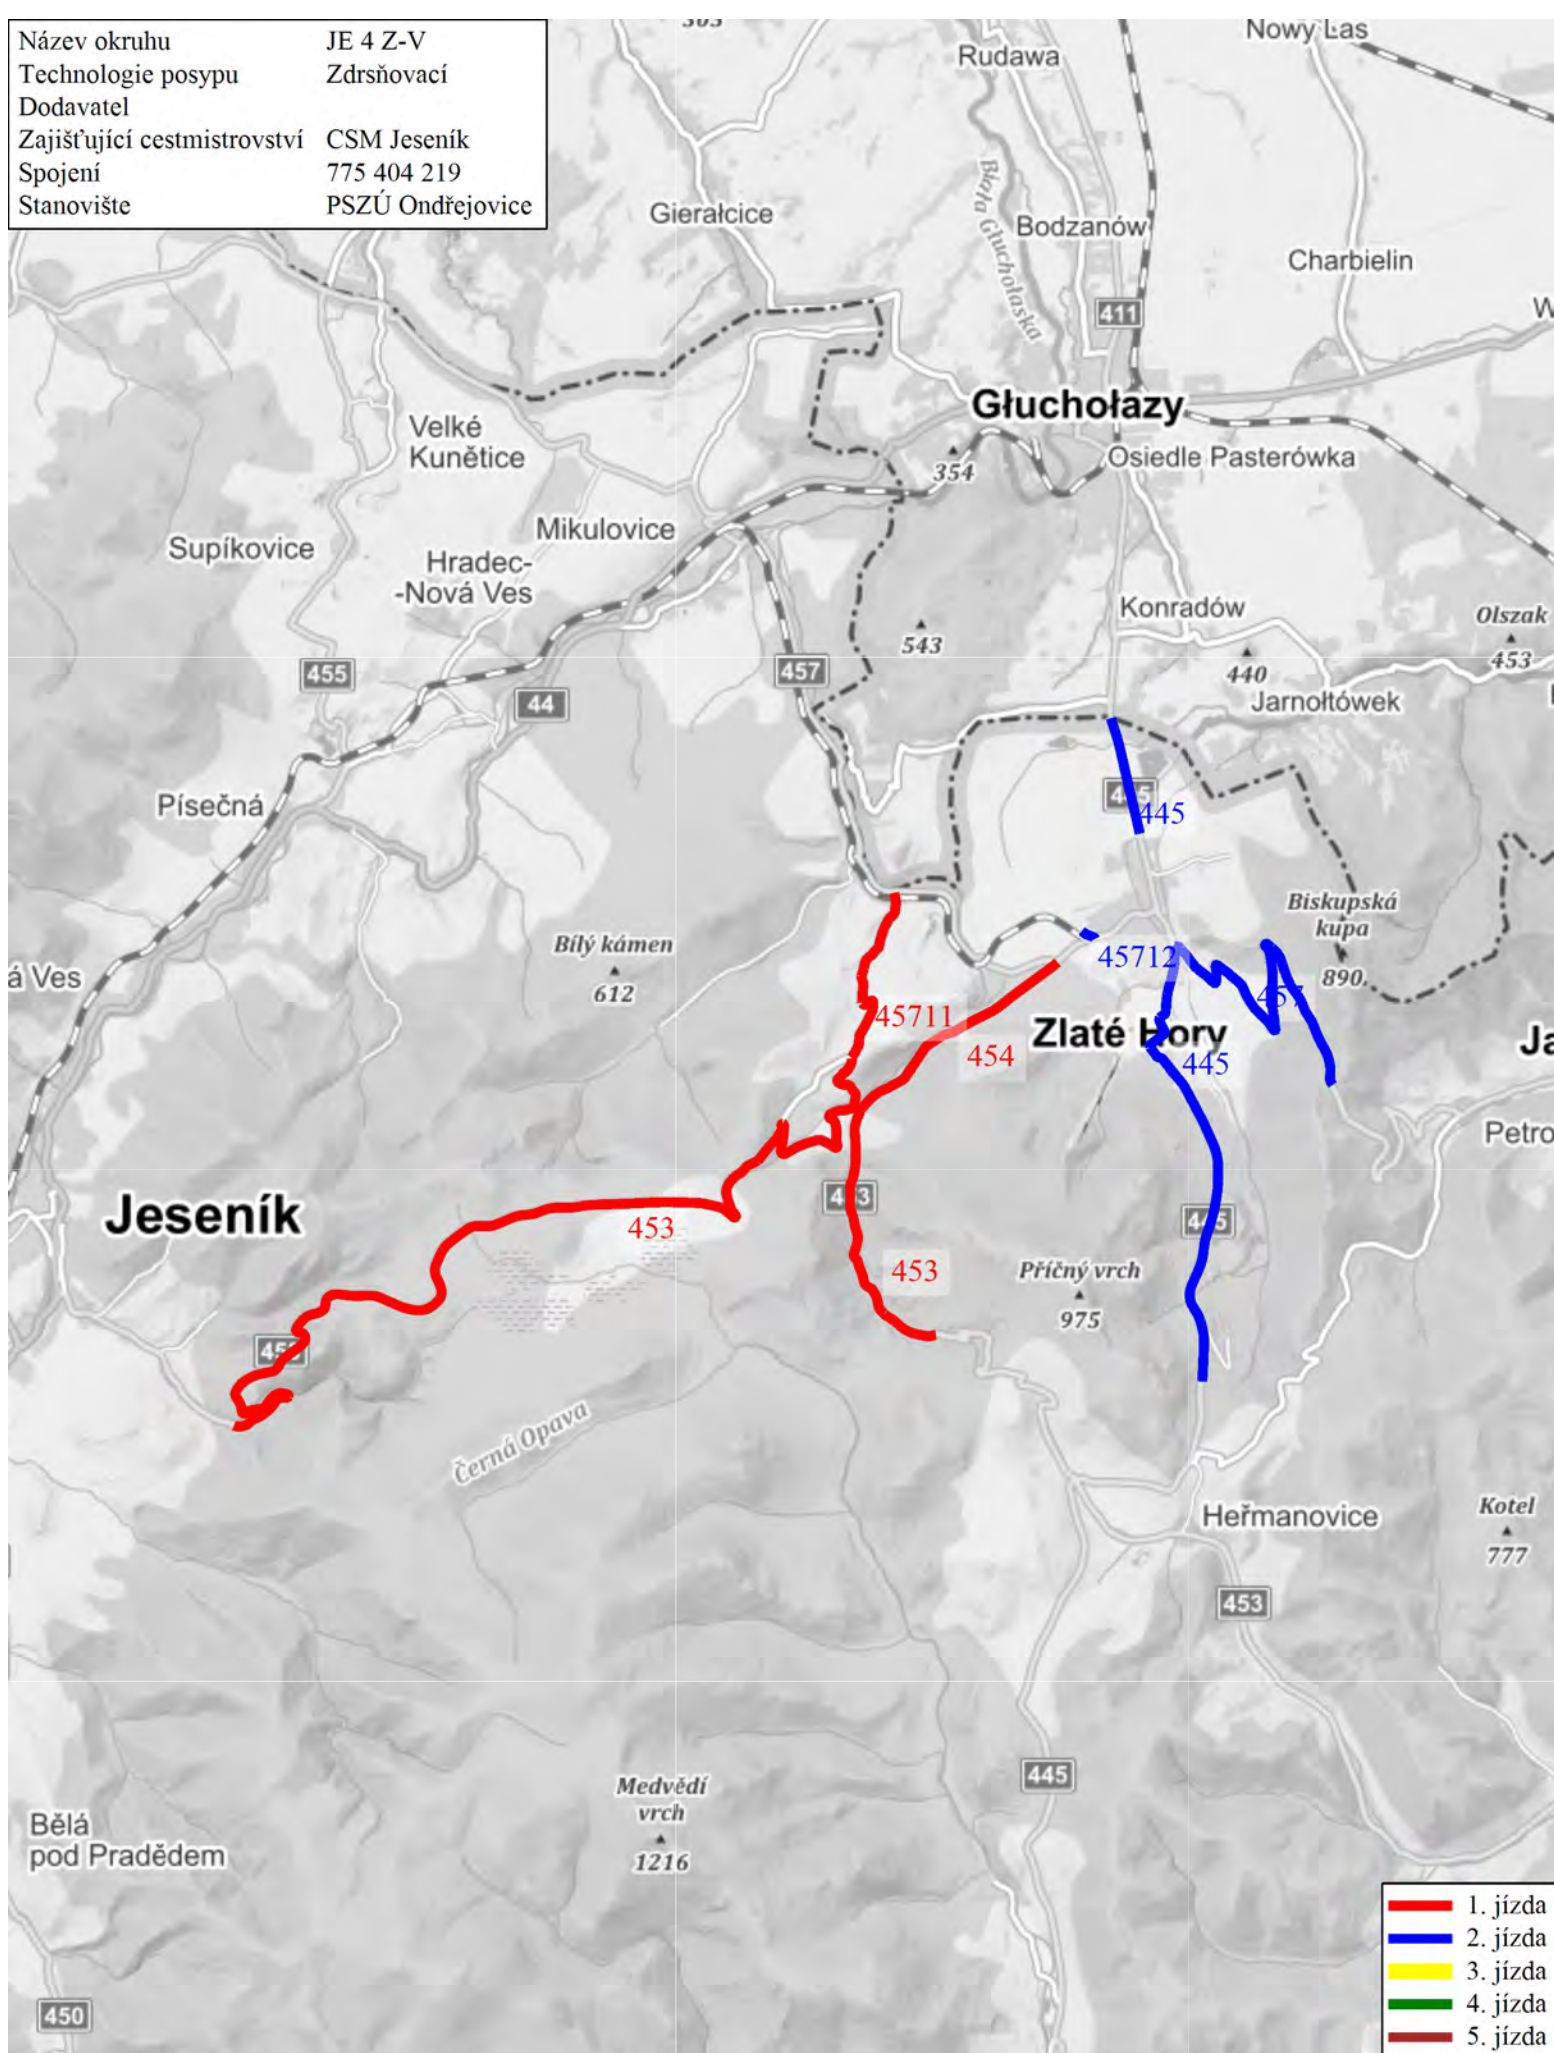 Název okruhu JE 4 Z-V
Technologie posypu Zdrsňovací
Dodavatel
Zajišťující cestmistrovství CSM Jeseník
Spojení 775 404 219
Stanoviště PSZÚ Ondřejovice
Rudawa
Nowy Las
Gierałcice
Biała Głuchołaska
Bodzanów
Charbielin
411
W
Głuchołazy
Velké
Kunětice
354
Osiedle Pasterówka
Mikulovice
Supíkovice
Hradec-
-Nová Ves
Konradów
Olszak
453
543
440
455
457
44
Jarnołtówek
Písečná
445
445
Biskupská
kupa
890
Bílý kámen
612
á Ves
45712
457
45711
454
Zlaté Hory
445
Ja
Petro
453
445
Jeseník
453
453
Příčný vrch
975
453
Černá Opava
Heřmanovice
Kotel
777
453
445
Medvědí
vrch
1216
Bělá
pod Pradědem
450
1. jízda
2. jízda
3. jízda
4. jízda
5. jízda